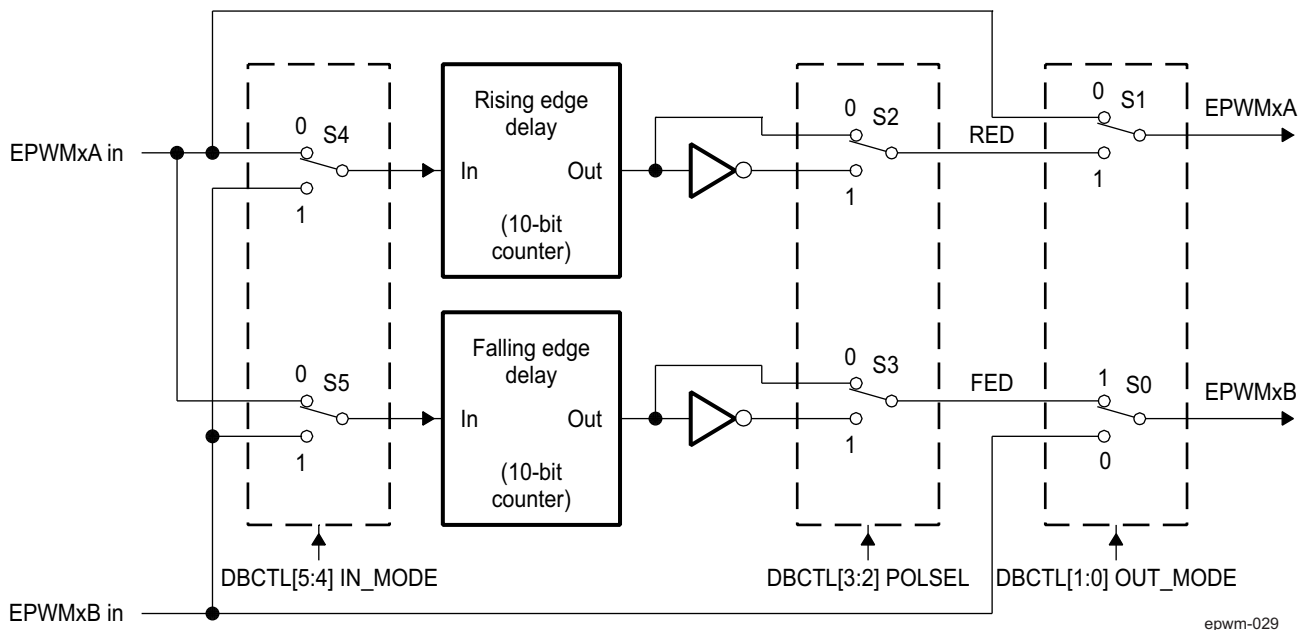 Rising edge
delay
0 S1
0 S2
EPWMxA
0 S4
RED
EPWMxA in
In Out
1
1
1
(10-bit
counter)
Falling edge
delay
0 S3
0 S5
FED
1 S0
EPWMxB
In Out
1
1
0
(10-bit
counter)
DBCTL[5:4] IN_MODE
DBCTL[3:2] POLSEL
DBCTL[1:0] OUT_MODE
EPWMxB in
epwm-029